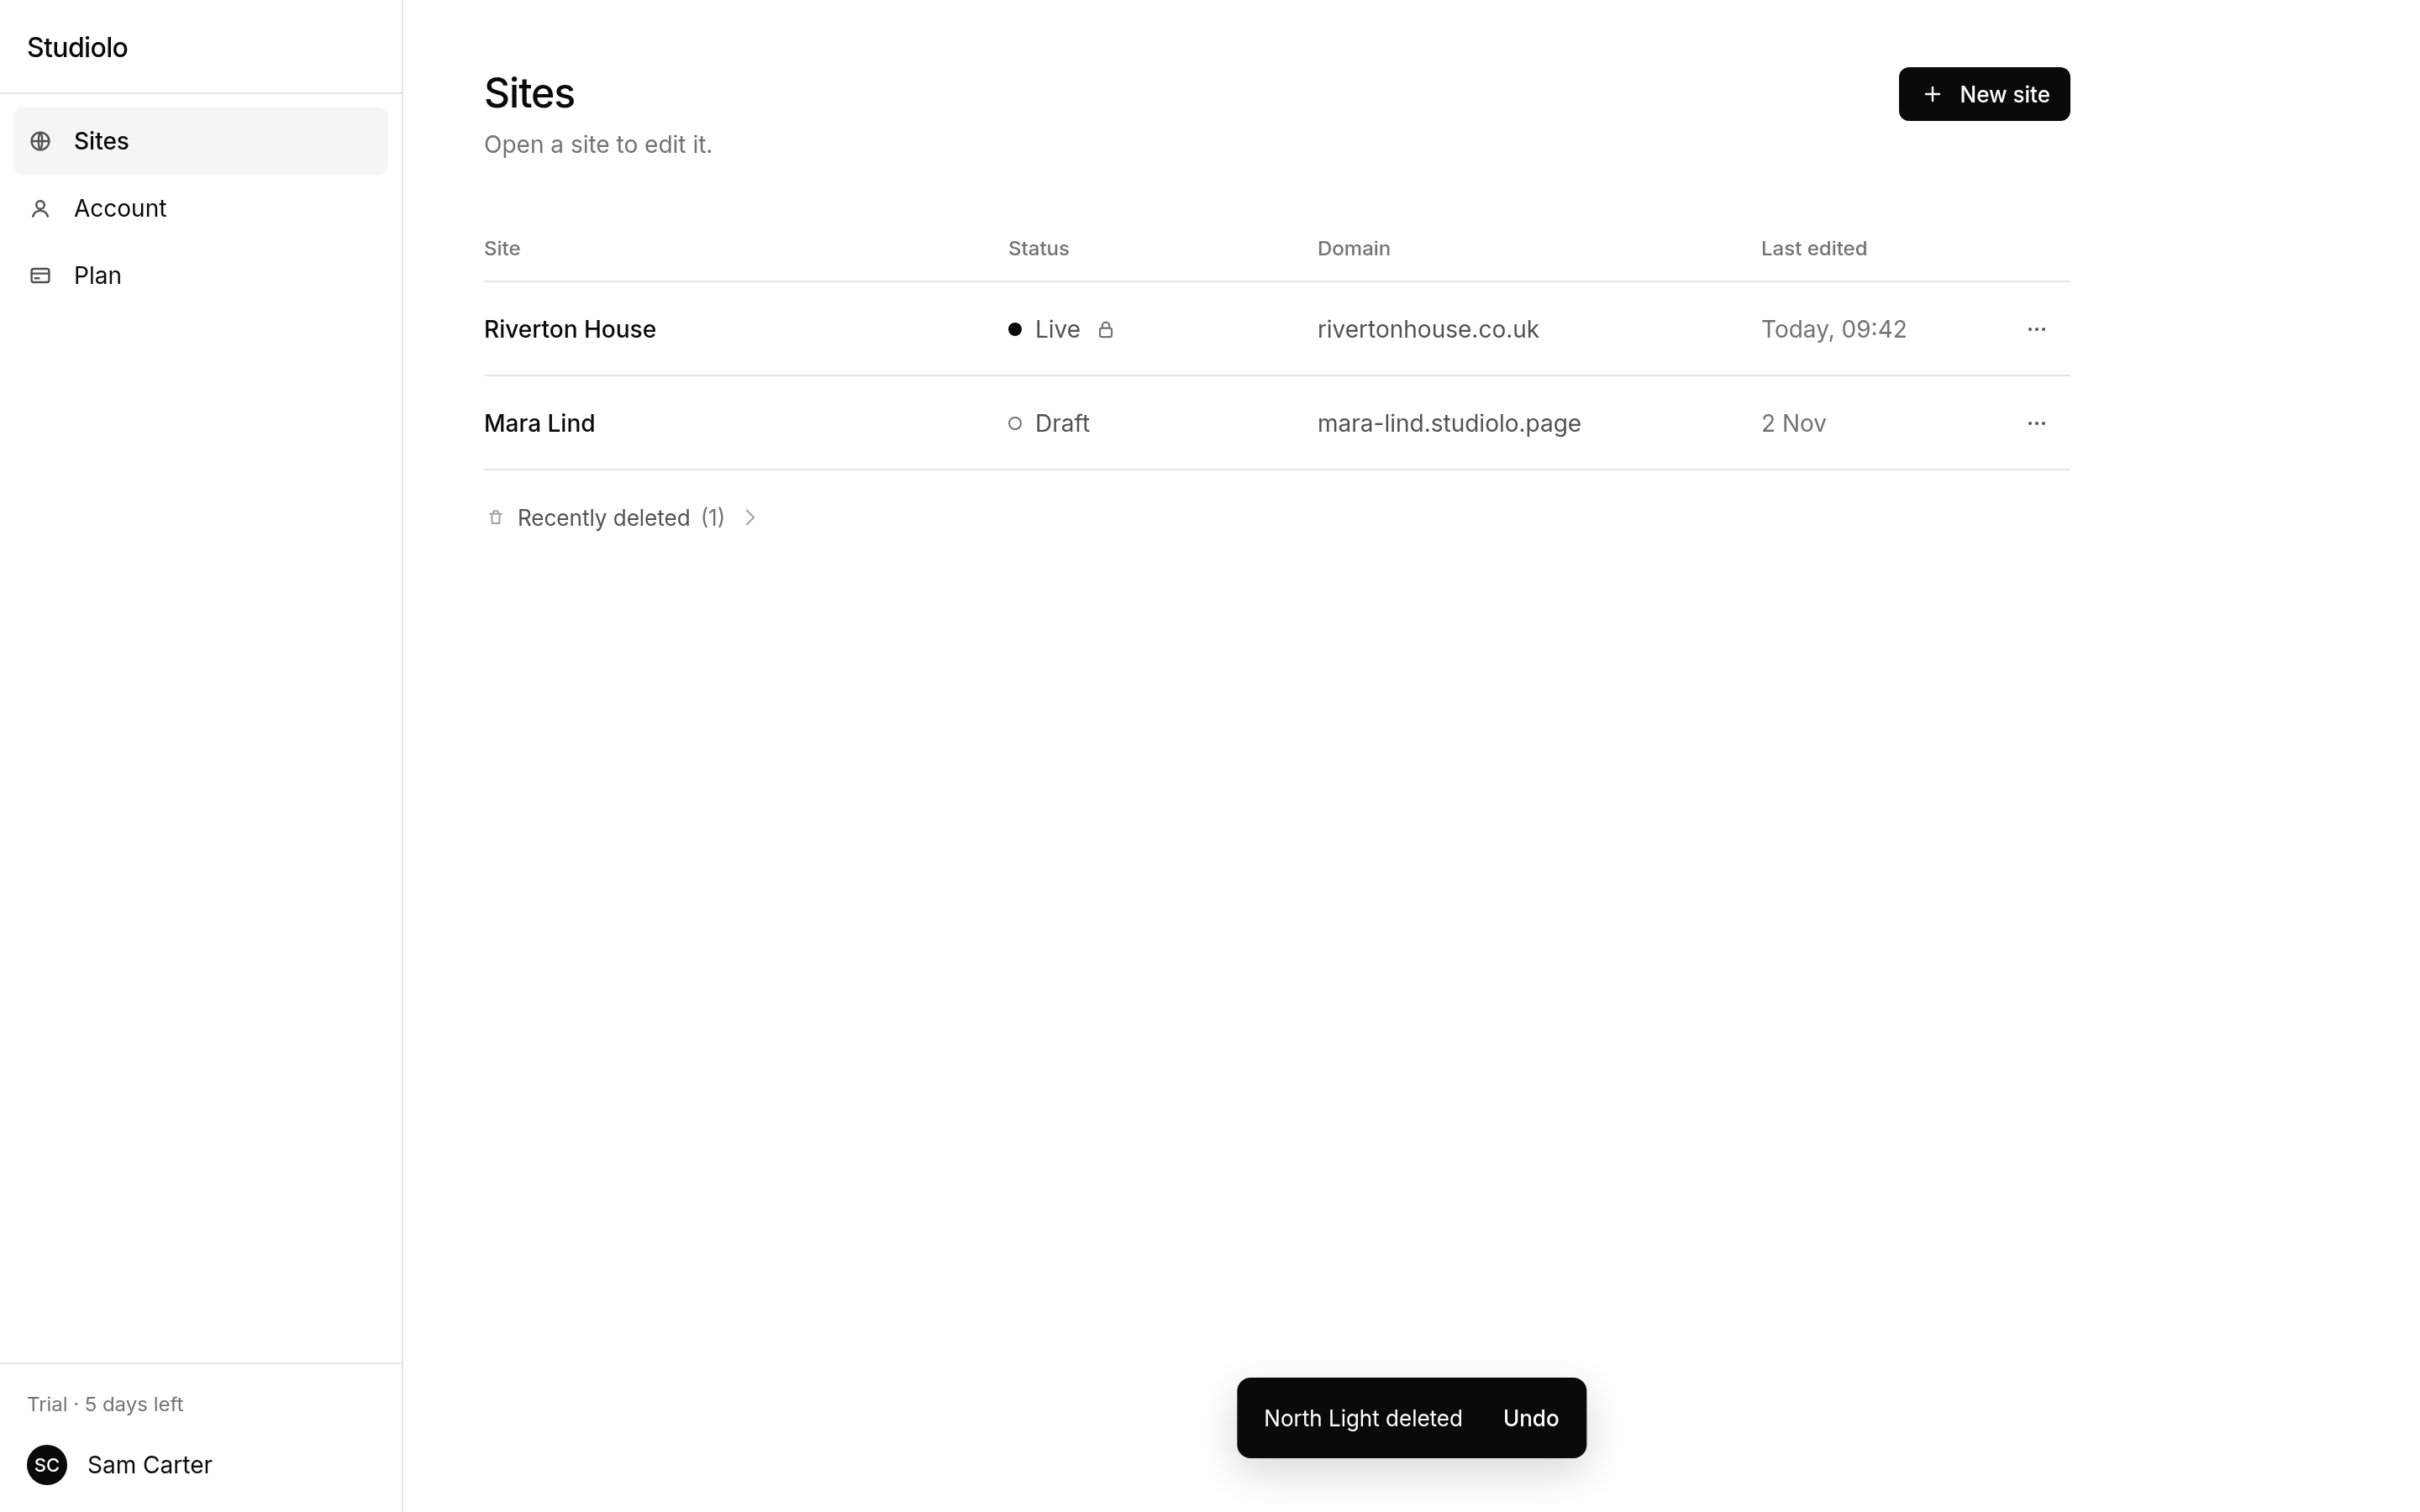 Studiolo
Sites
Account
Plan
Sites
Open a site to edit it.
New site
Site Status Domain Last edited
Riverton House Live rivertonhouse.co.uk Today, 09:42
Mara Lind Draft mara-lind.studiolo.page 2 Nov
Recently deleted (1)
North Light deleted Undo
Trial · 5 days left
SC Sam Carter